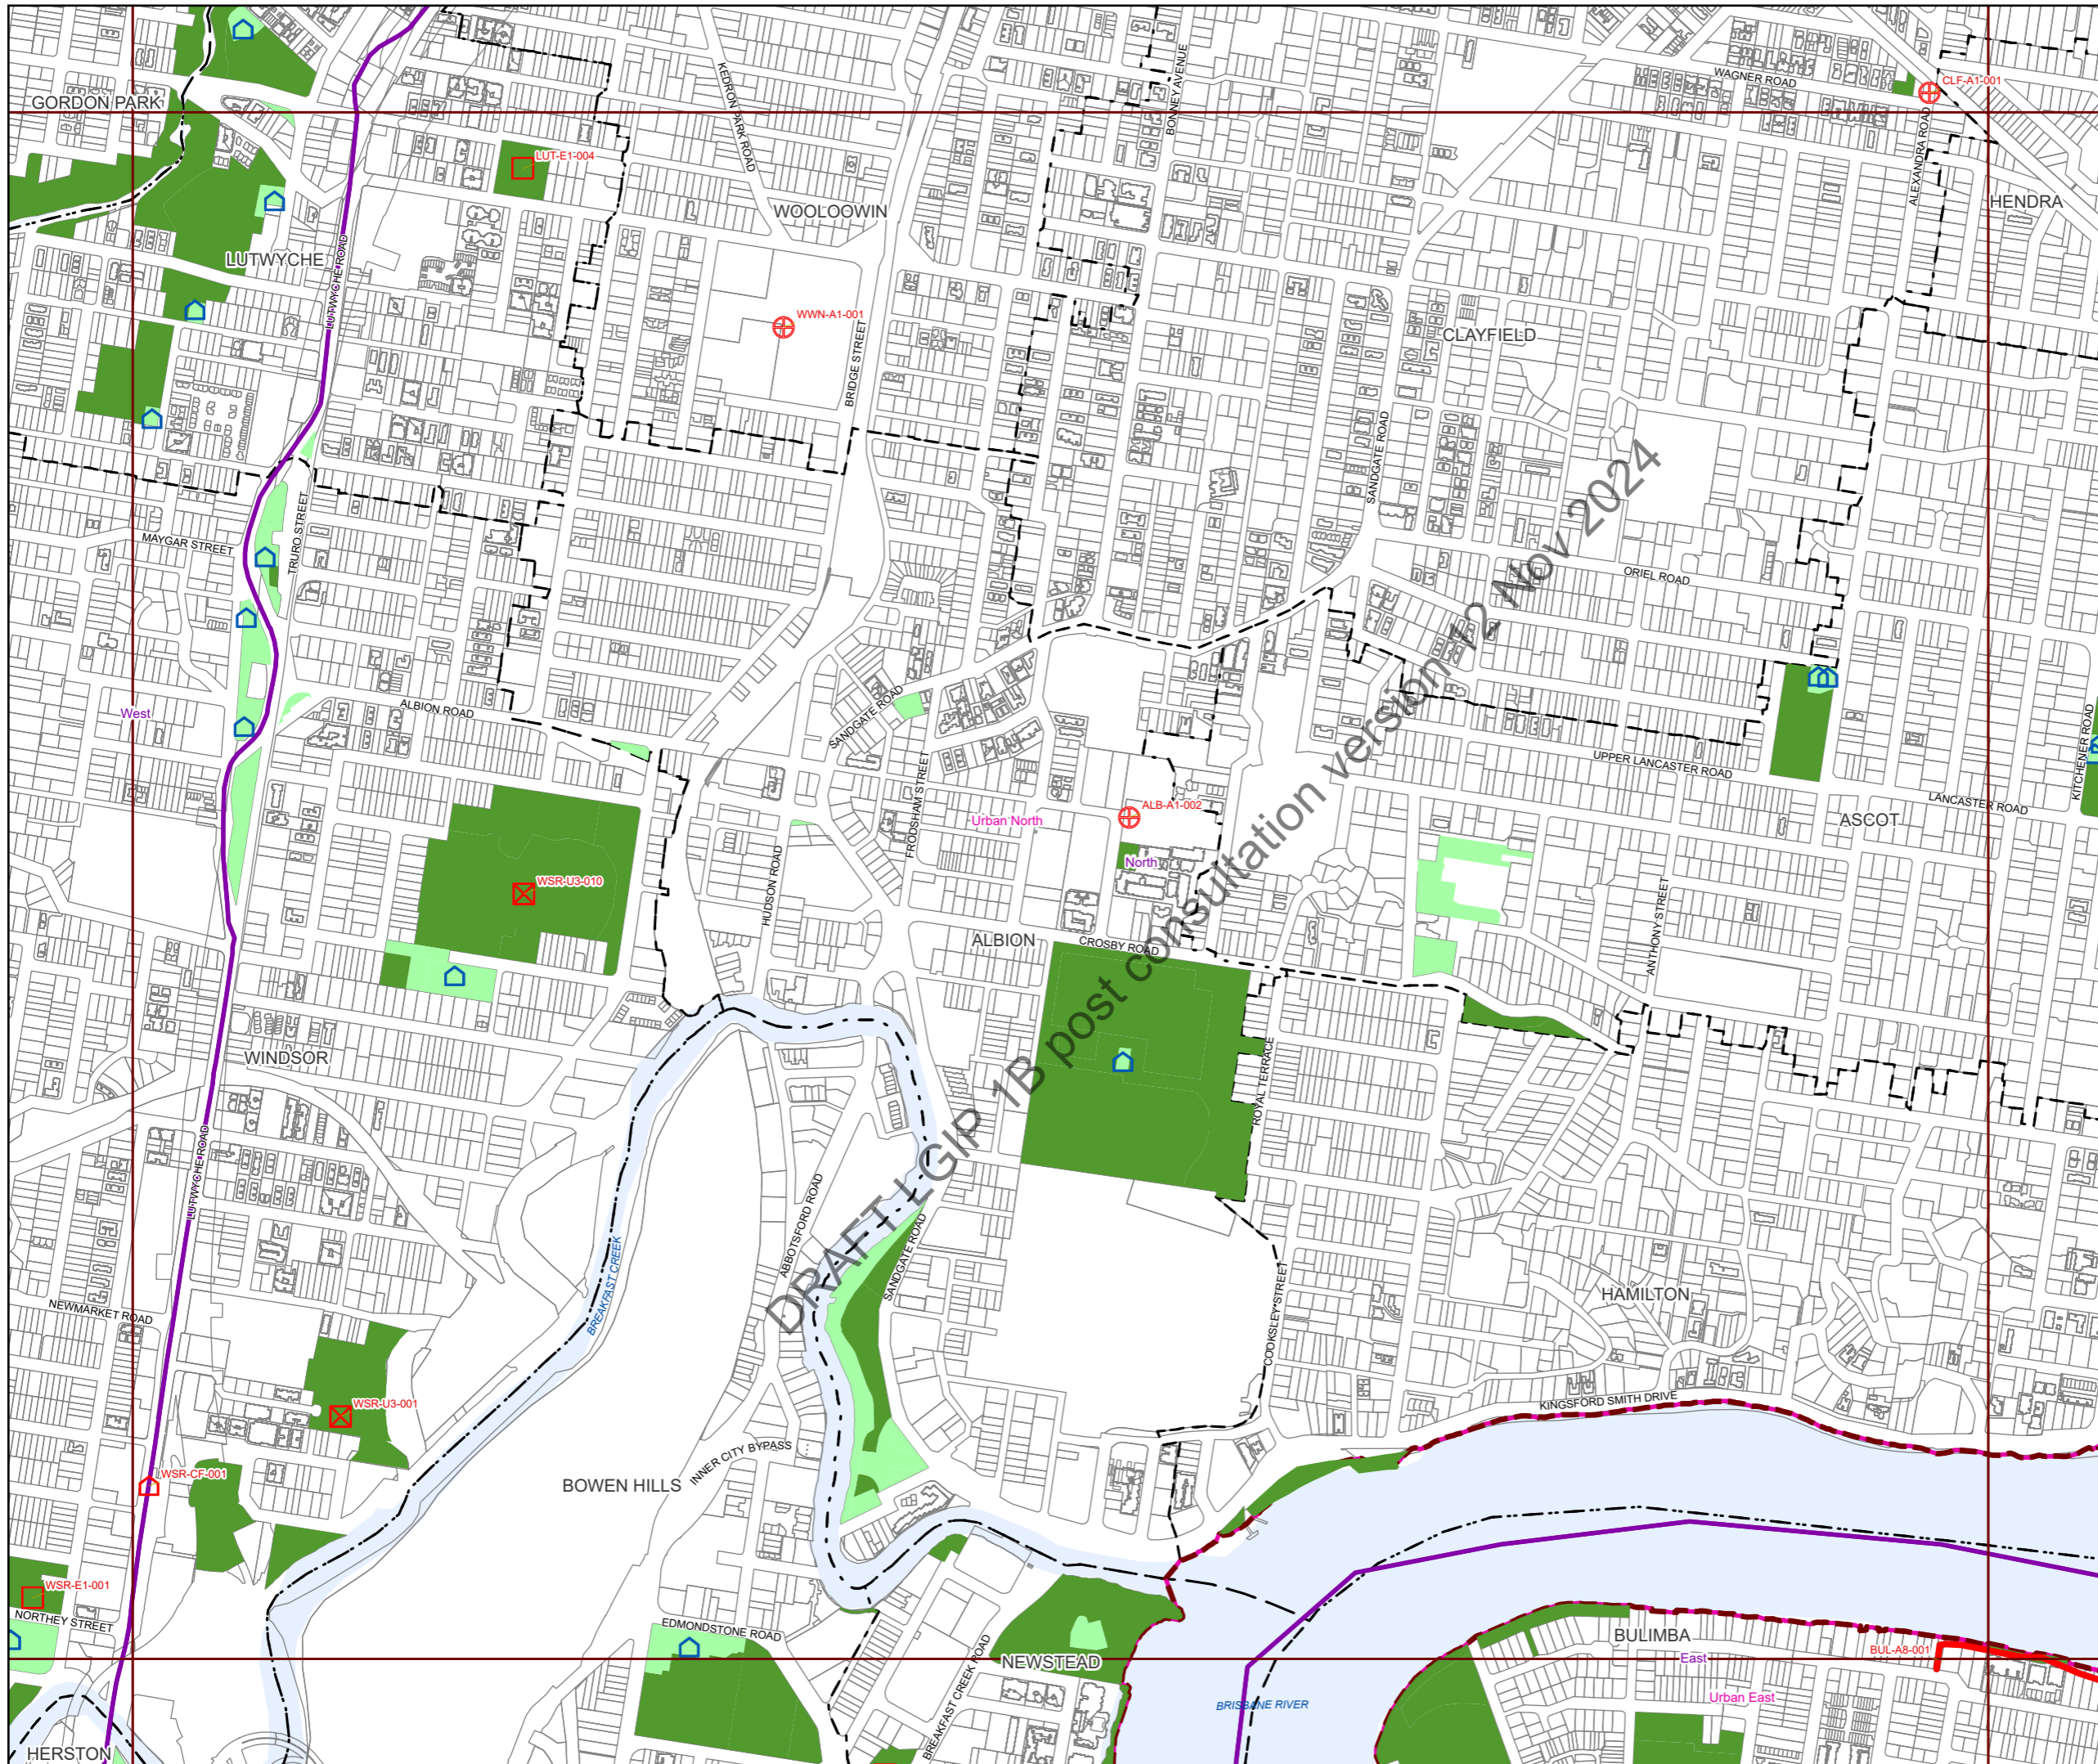 WAGNER ROAD
CLF-A1-001
GORDON PARK
KEDRON PARK ROAD
BONNEY AVENUE
ALEXANDRA ROAD
LUT-E1-004
WOOLOOWIN
HENDRA
LUTWYCHE
LUTWYCHE ROAD
WWN-A1-001
BRIDGE STREET
CLAYFIELD
SANDGATE ROAD
MAYGAR STREET
TRURO STREET
ORIEL ROAD
West
ALBION ROAD
SANDGATE ROAD
KITCHENER ROAD
UPPER LANCASTER ROAD
FRODSHAM STREET
LANCASTER ROAD
ALB-A1-002
Urban North
ASCOT
North
WSR-U3-010
HUDSON ROAD
ANTHONY STREET
ALBION
CROSBY ROAD
WINDSOR
ROYAL TERRACE
DRAFT LGIP 1B post consultation version 12 Nov 2024
LUTWYCHE ROAD
ABBOTSFORD ROAD
SANDGATE ROAD
BREAKFAST CREEK
COOKSLEY STREET
HAMILTON
NEWMARKET ROAD
KINGSFORD SMITH DRIVE
WSR-U3-001
INNER CITY BYPASS
WSR-CF-001
BOWEN HILLS
WSR-E1-001
NORTHEY STREET
EDMONDSTONE ROAD
BULIMBA
BUL-A8-001
NEWSTEAD
East
BREAKFAST CREEK ROAD
Urban East
BRISBANE RIVER
HERSTON